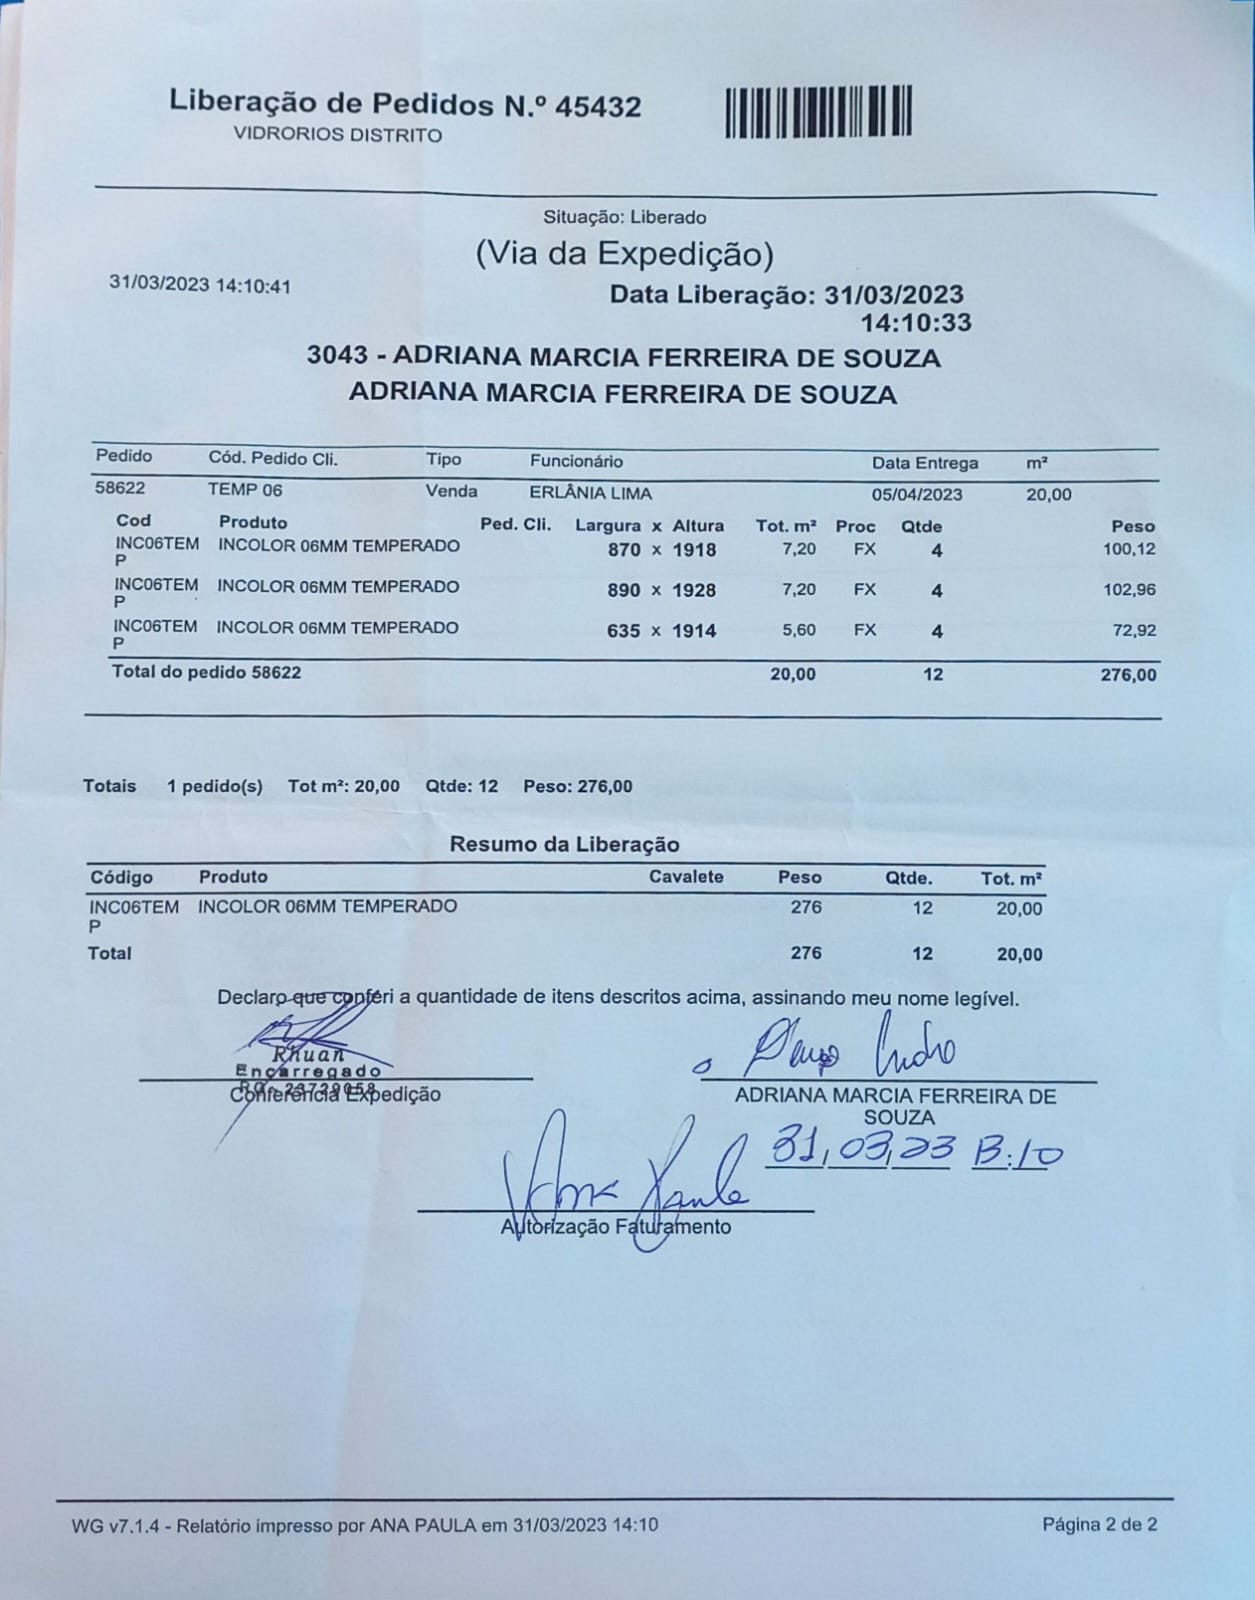 Liberação de Pedidos N.º 45432
VIDRORIOS DISTRITO
Situação: Liberado
(Via da Expedição)
31/03/2023 14:10:41
Data Liberação: 31/03/2023
14:10:33
3043 - ADRIANA MARCIA FERREIRA DE SOUZA
ADRIANA MARCIA FERREIRA DE SOUZA
Pedido Cód. Pedido Cli. Tipo Funcionário Data Entrega m²
58622 TEMP 06 Venda ERLÂNIA LIMA 05/04/2023 20,00
Cod Produto Ped. Cli. Largura x Altura Tot. m² Proc Qtde Peso
INC06TEM INCOLOR 06MM TEMPERADO 870 x 1918 7,20 FX 4 100,12
P
INC06TEM INCOLOR 06MM TEMPERADO 890 x 1928 7,20 FX 4 102,96
P
INC06TEM INCOLOR 06MM TEMPERADO 635 x 1914 5,60 FX 4 72,92
P
Total do pedido 58622 20,00 12 276,00
Totais 1 pedido(s) Tot m²: 20,00 Qtde: 12 Peso: 276,00
Resumo da Liberação
Código Produto Cavalete Peso Qtde. Tot. m²
INC06TEM INCOLOR 06MM TEMPERADO 276 12 20,00
P
Total 276 12 20,00
Declaro que conferi a quantidade de itens descritos acima, assinando meu nome legível.
Rhuan
Encarregado
Conferência Expedição
ADRIANA MARCIA FERREIRA DE
SOUZA
31,03,23
Paula
Autorização Faturamento
WG v7.1.4 - Relatório impresso por ANA PAULA em 31/03/2023 14:10 Página 2 de 2